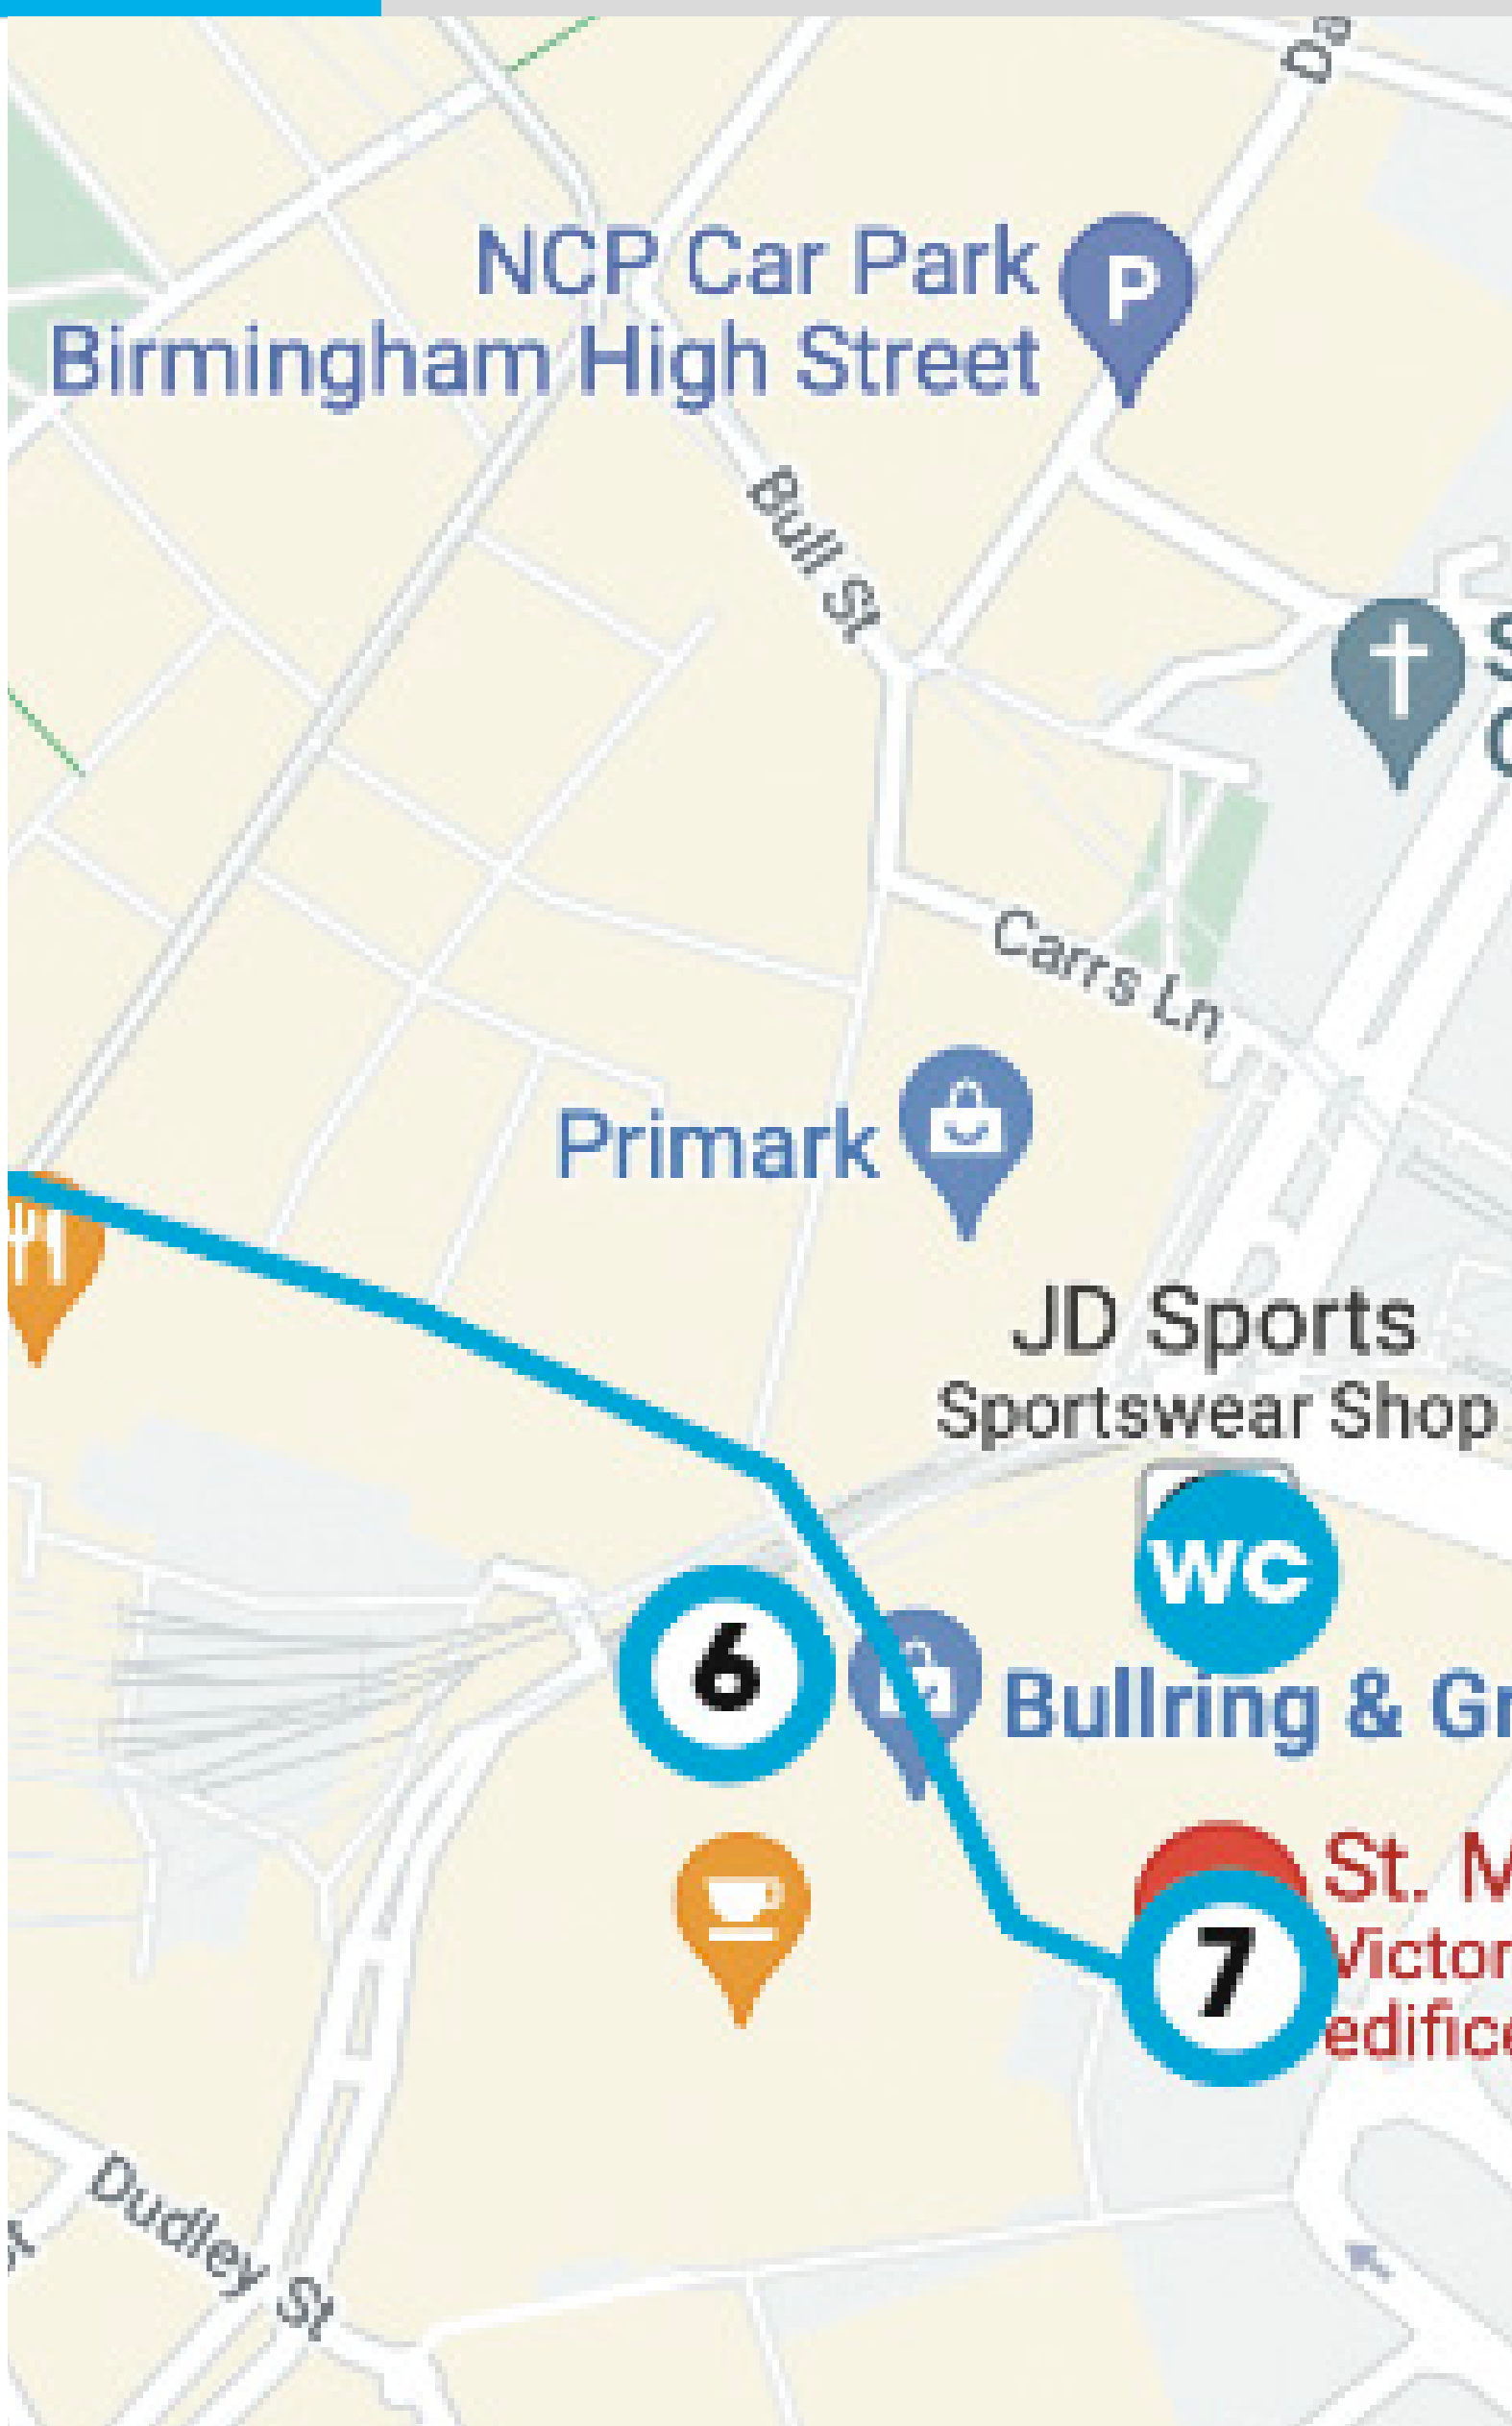 Da
NCP Car Park
P
Birmingham High Street
Bull St
Carrs Ln
Primark
JD Sports
Sportswear Shop
WC
6
Bullring & Gr
St. M
7
Victor
edifice
Dudley St